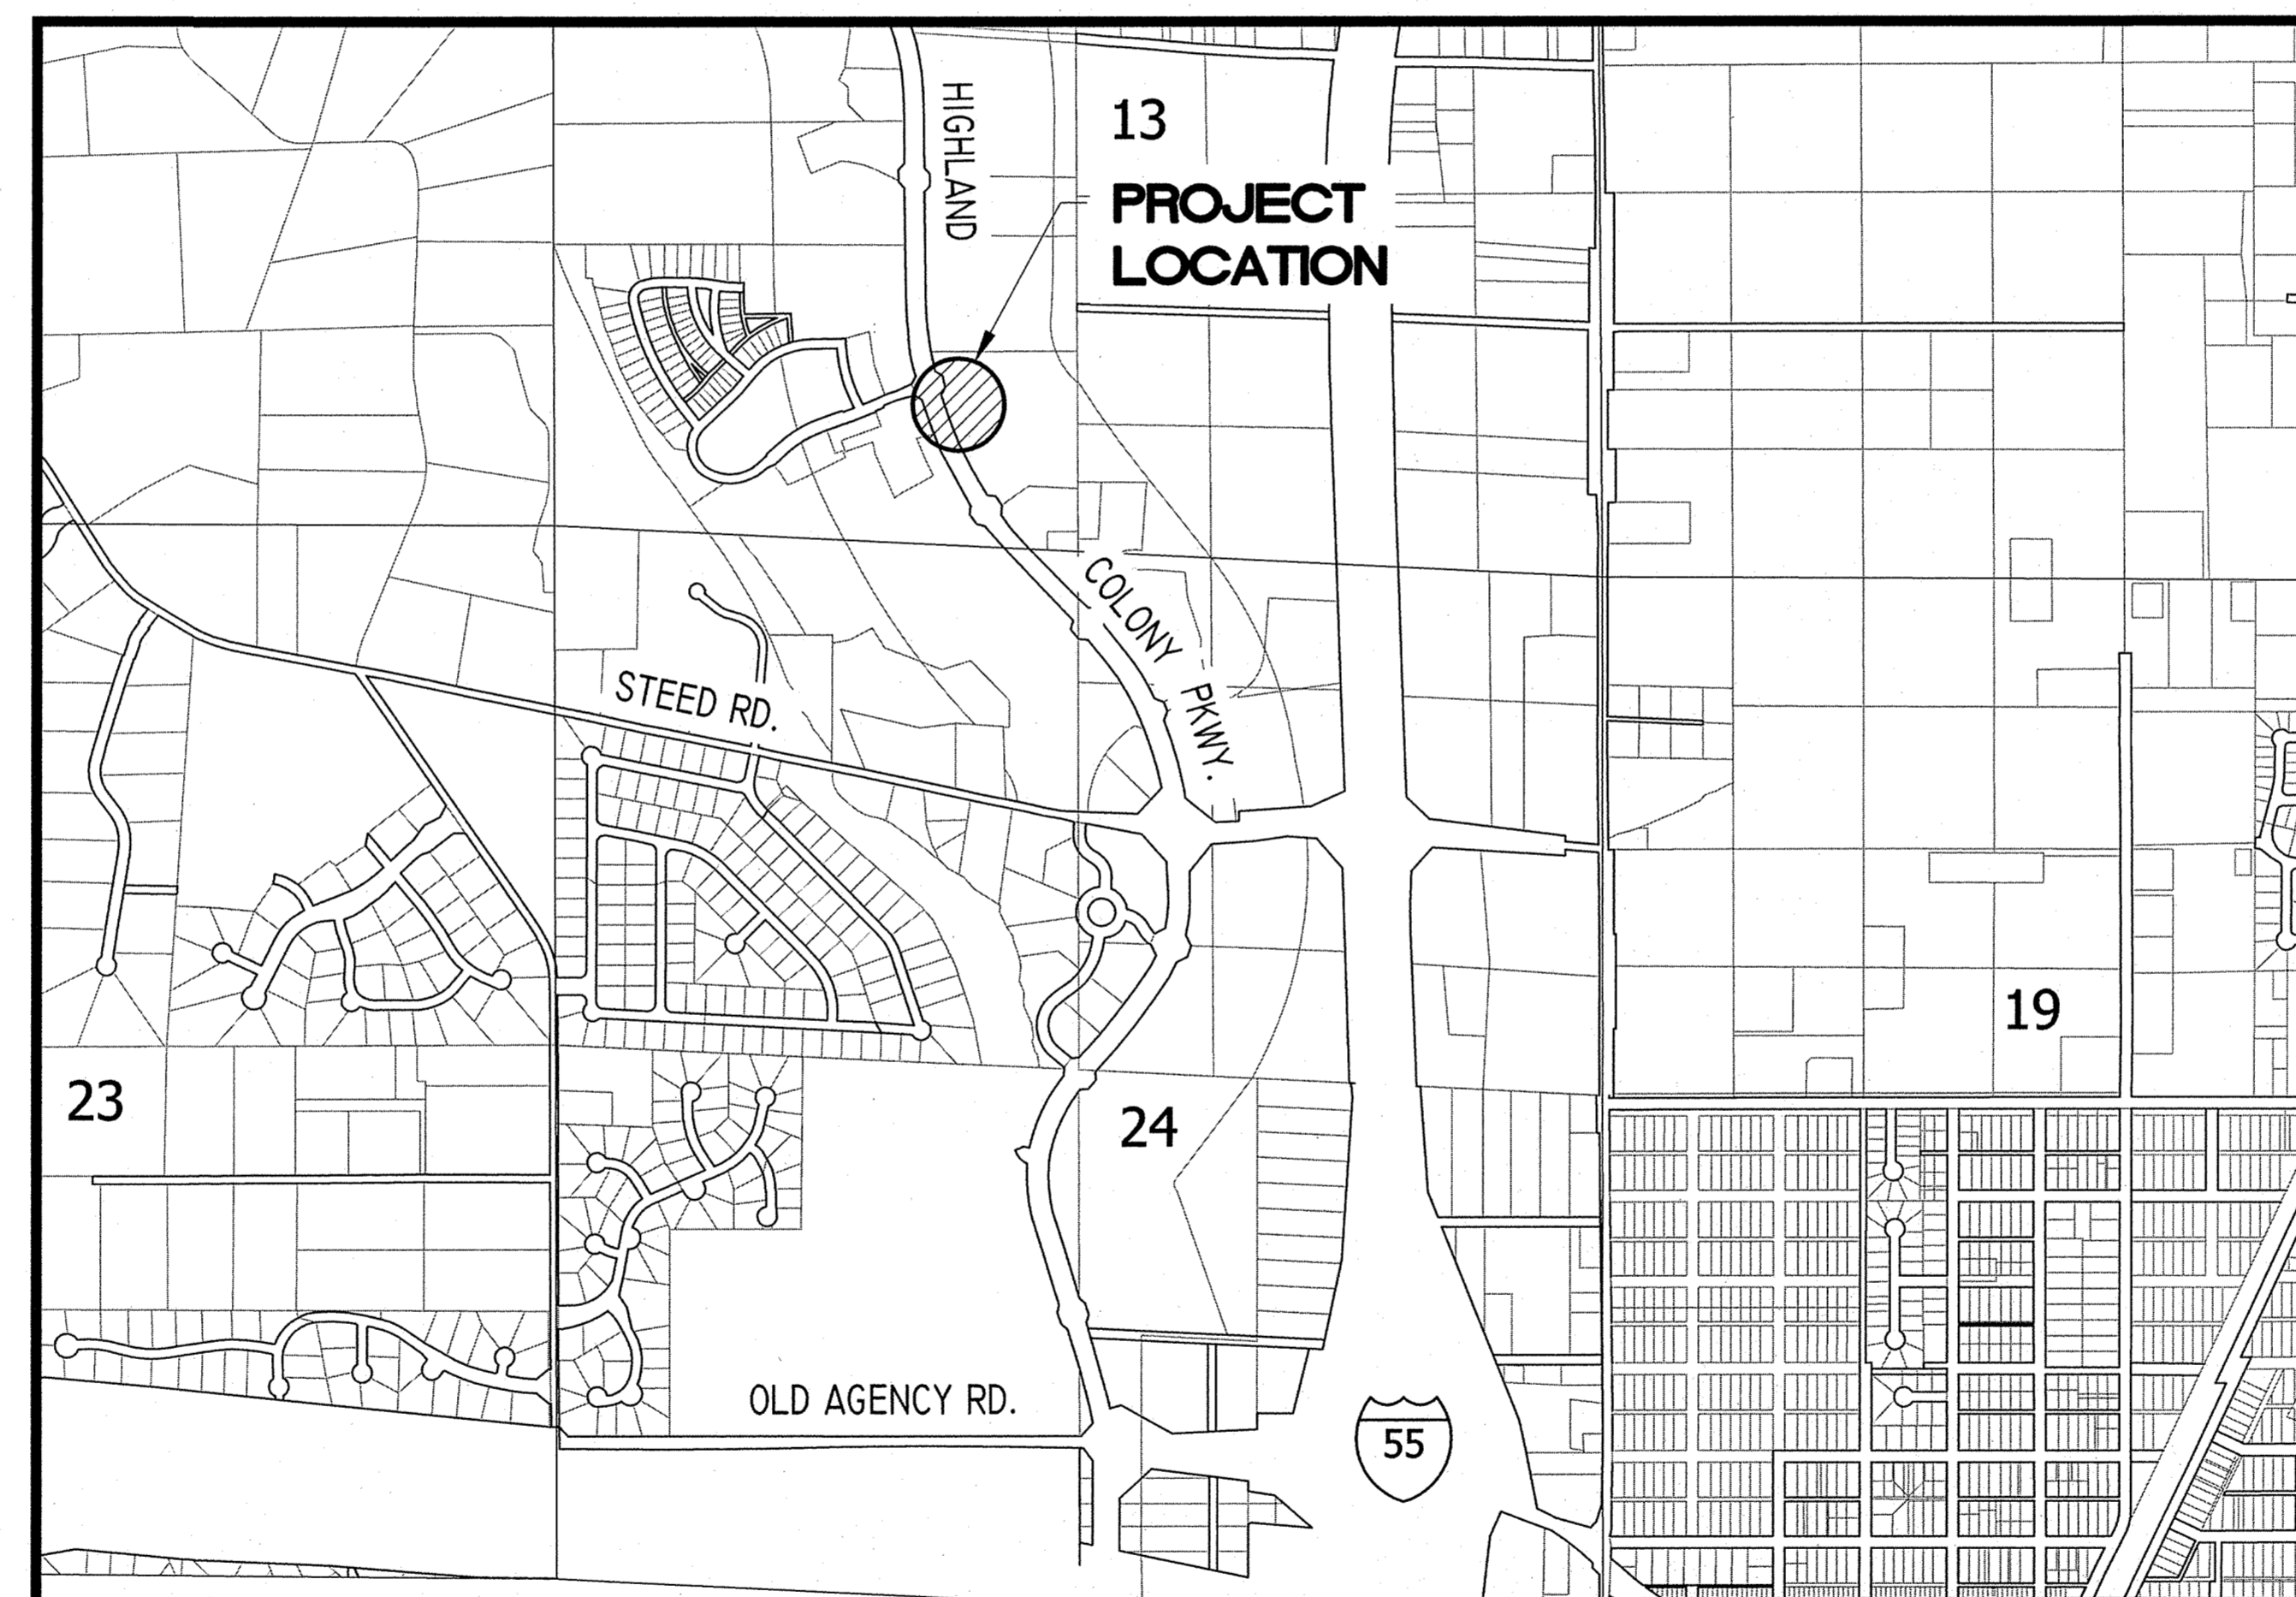 HIGHLAND
13
PROJECT
LOCATION
COLONY PKWY.
STEED RD.
19
23
24
OLD AGENCY RD.
55